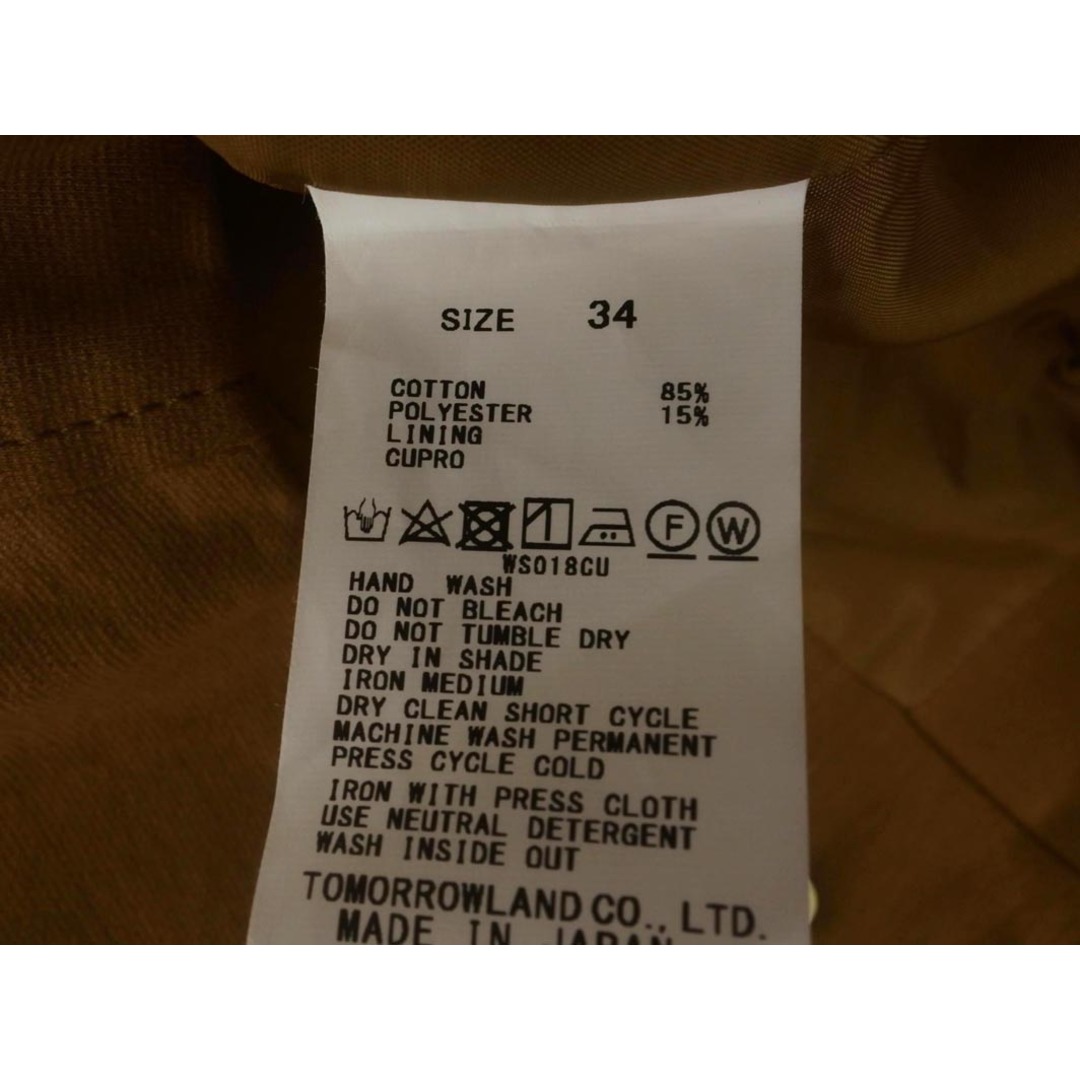 SIZE 34
COTTON 85%
POLYESTER 15%
LINING
CUPRO
F W
WS018CU
HAND WASH
DO NOT BLEACH
DO NOT TUMBLE DRY
DRY IN SHADE
IRON MEDIUM
DRY CLEAN SHORT CYCLE
MACHINE WASH PERMANENT
PRESS CYCLE COLD
IRON WITH PRESS CLOTH
USE NEUTRAL DETERGENT
WASH INSIDE OUT
TOMORROWLAND CO., LTD.
MADE IN JAPAN